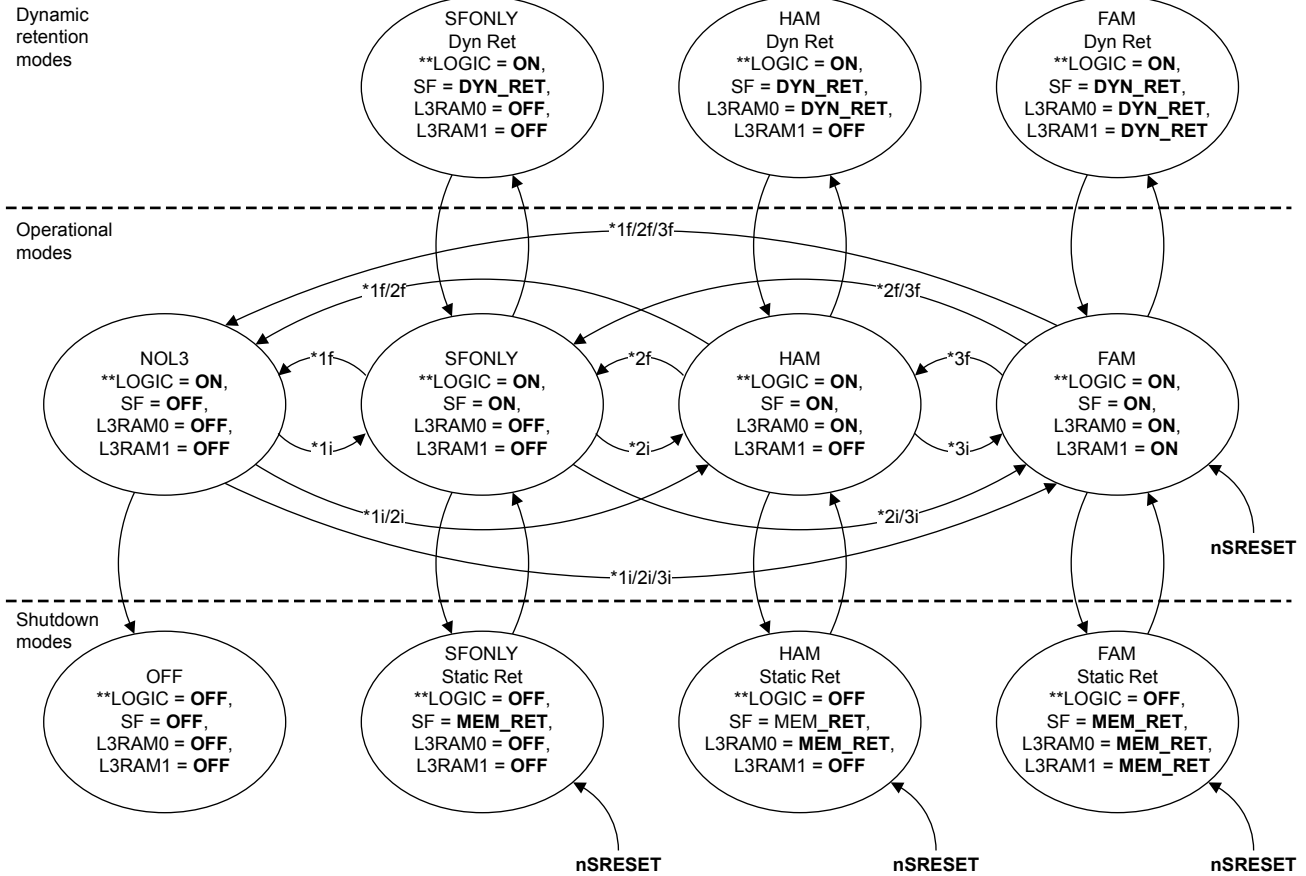 Dynamic
retention
modes
SFONLY
Dyn Ret
**LOGIC = ON,
SF = DYN_RET,
L3RAM0 = OFF,
L3RAM1 = OFF
HAM
Dyn Ret
**LOGIC = ON,
SF = DYN_RET,
L3RAM0 = DYN_RET,
L3RAM1 = OFF
FAM
Dyn Ret
**LOGIC = ON,
SF = DYN_RET,
L3RAM0 = DYN_RET,
L3RAM1 = DYN_RET
Operational
modes
*1f/2f/3f
*1f/2f
*2f/3f
NOL3
**LOGIC = ON,
SF = OFF,
L3RAM0 = OFF,
L3RAM1 = OFF
*1f
*1i
SFONLY
**LOGIC = ON,
SF = ON,
L3RAM0 = OFF,
L3RAM1 = OFF
*2f
*2i
HAM
**LOGIC = ON,
SF = ON,
L3RAM0 = ON,
L3RAM1 = OFF
*3f
*3i
FAM
**LOGIC = ON,
SF = ON,
L3RAM0 = ON,
L3RAM1 = ON
*1i/2i
*2i/3i
*1i/2i/3i
nSRESET
Shutdown
modes
OFF
**LOGIC = OFF,
SF = OFF,
L3RAM0 = OFF,
L3RAM1 = OFF
SFONLY
Static Ret
**LOGIC = OFF,
SF = MEM_RET,
L3RAM0 = OFF,
L3RAM1 = OFF
HAM
Static Ret
**LOGIC = OFF
SF = MEM_RET,
L3RAM0 = MEM_RET,
L3RAM1 = OFF
FAM
Static Ret
**LOGIC = OFF,
SF = MEM_RET,
L3RAM0 = MEM_RET,
L3RAM1 = MEM_RET
nSRESET
nSRESET
nSRESET